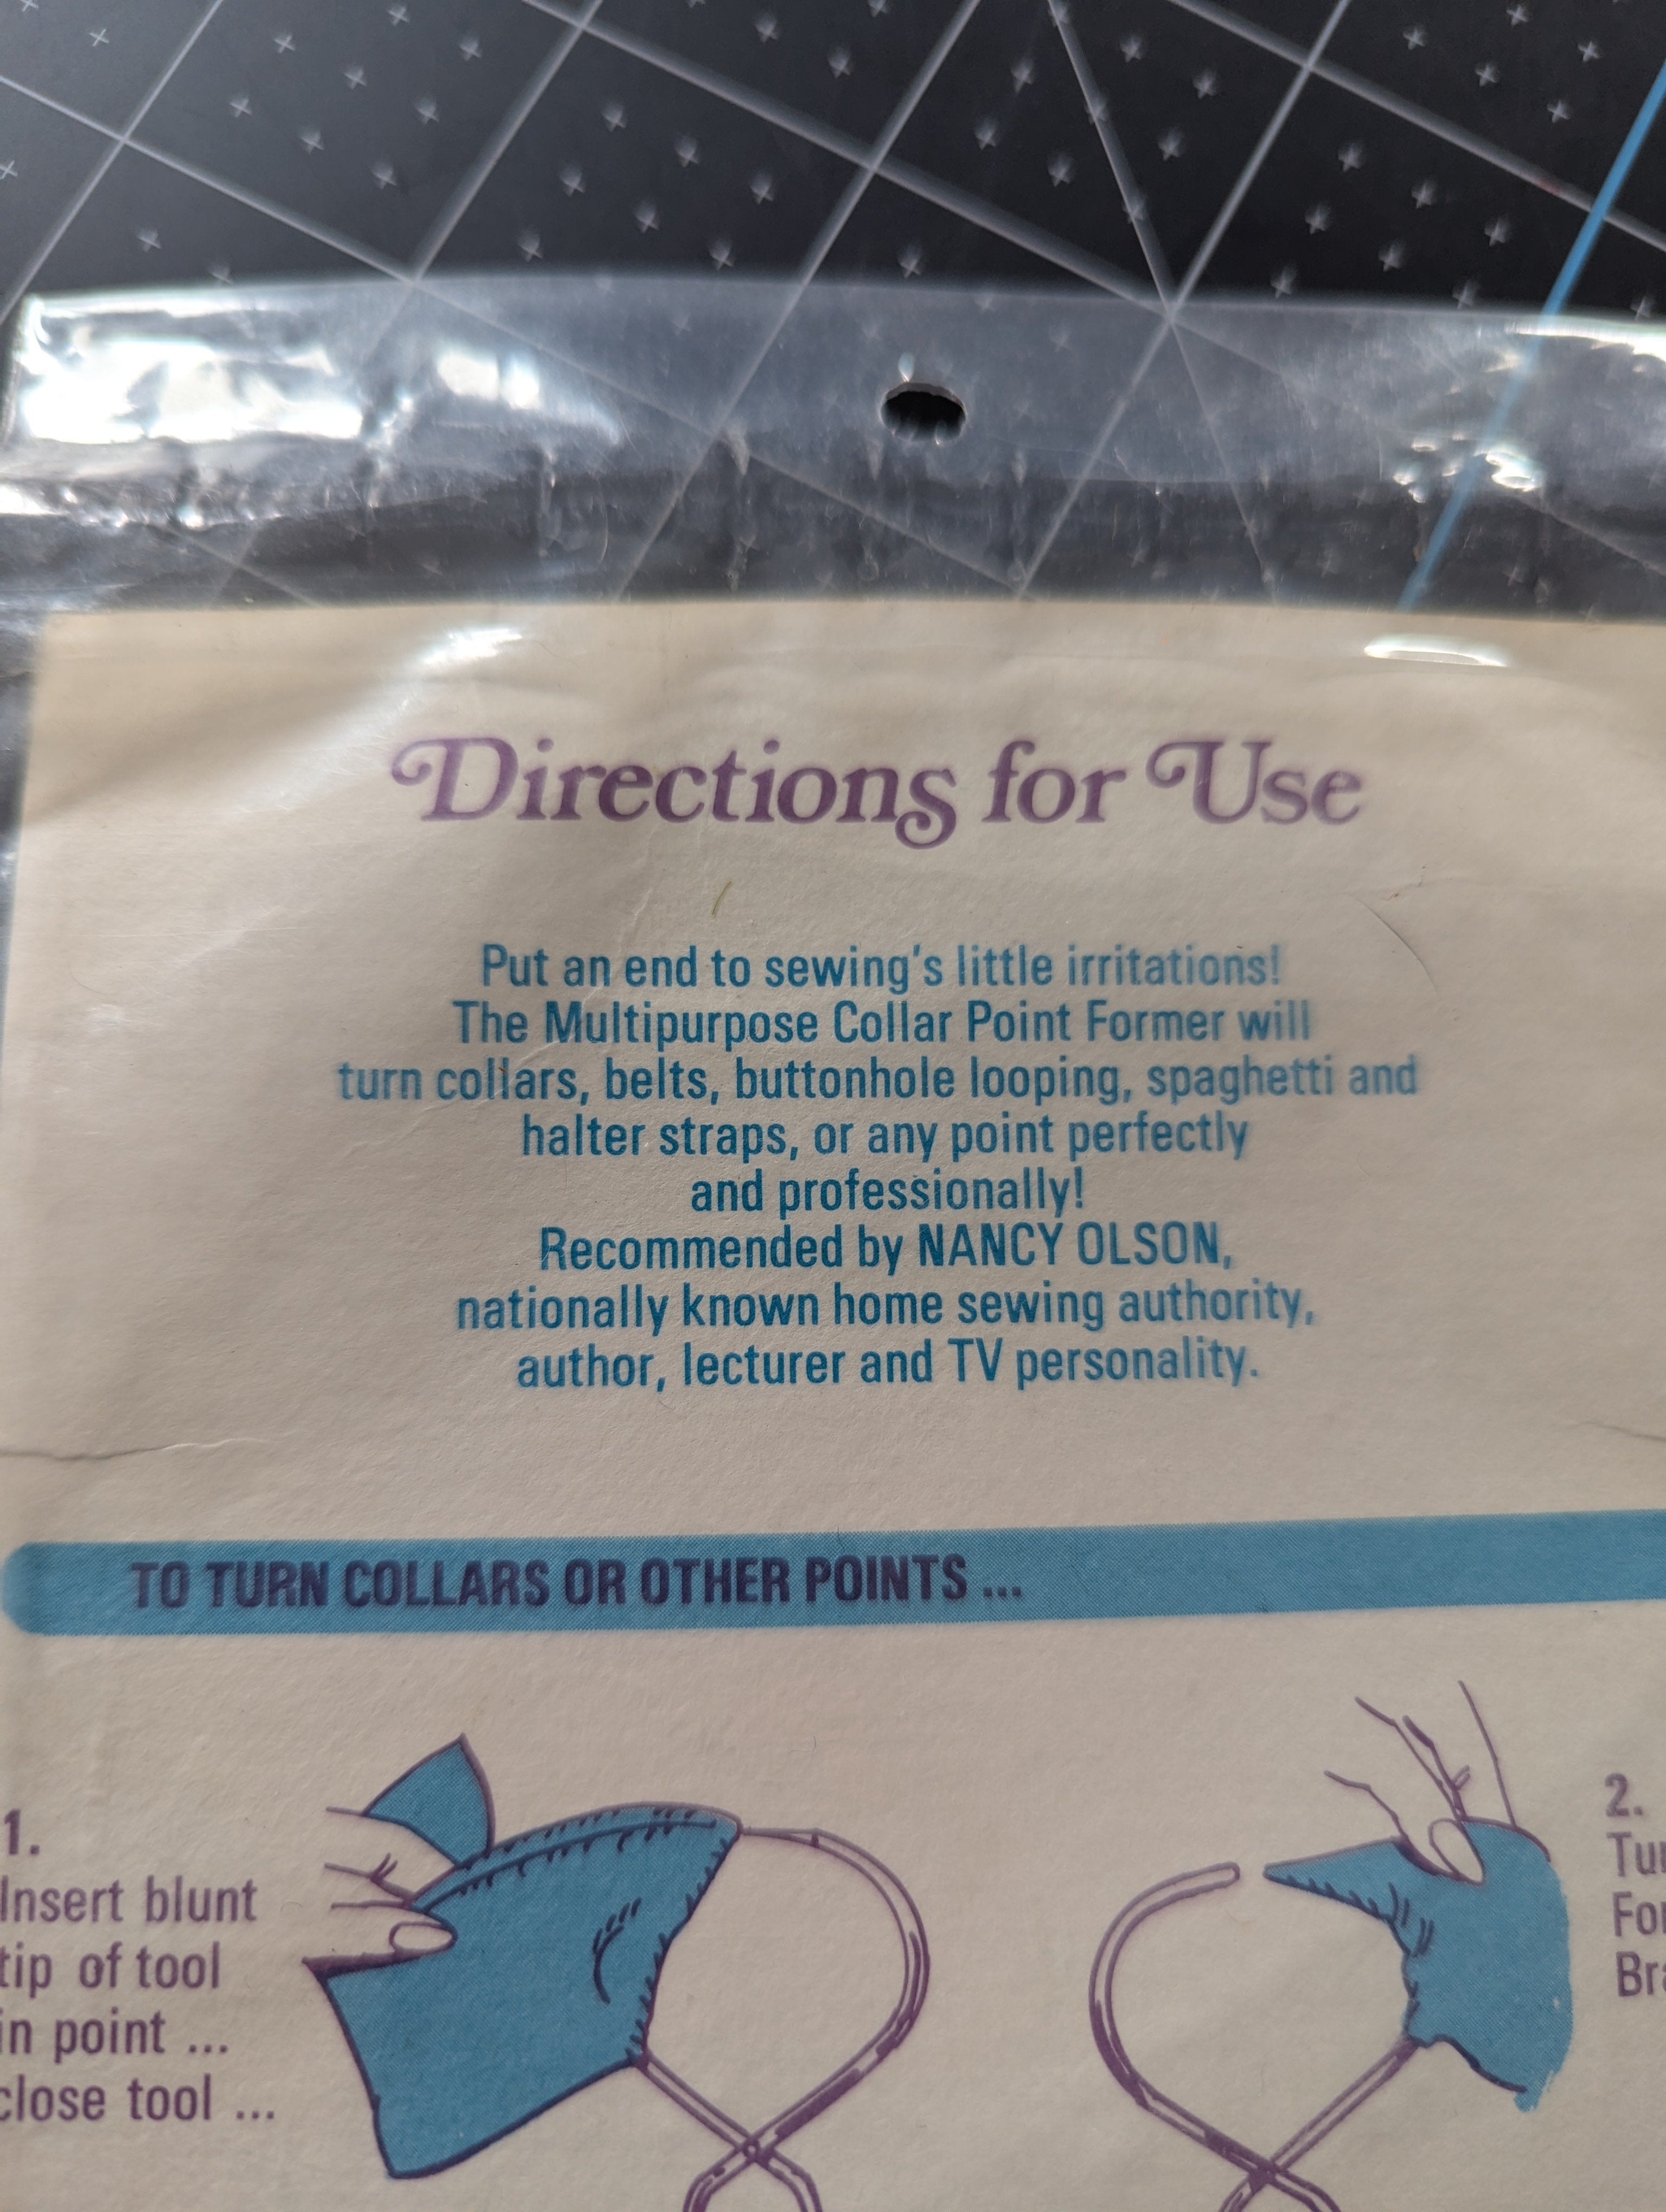 Directions for Use
Put an end to sewing's little irritations!
The Multipurpose Collar Point Former will
turn collars, belts, buttonhole looping, spaghetti and
halter straps, or any point perfectly
and professionally!
Recommended by NANCY OLSON,
nationally known home sewing authority,
author, lecturer and TV personality.
TO TURN COLLARS OR OTHER POINTS ...
1.
Insert blunt
tip of tool
in point ...
close tool ...
2.